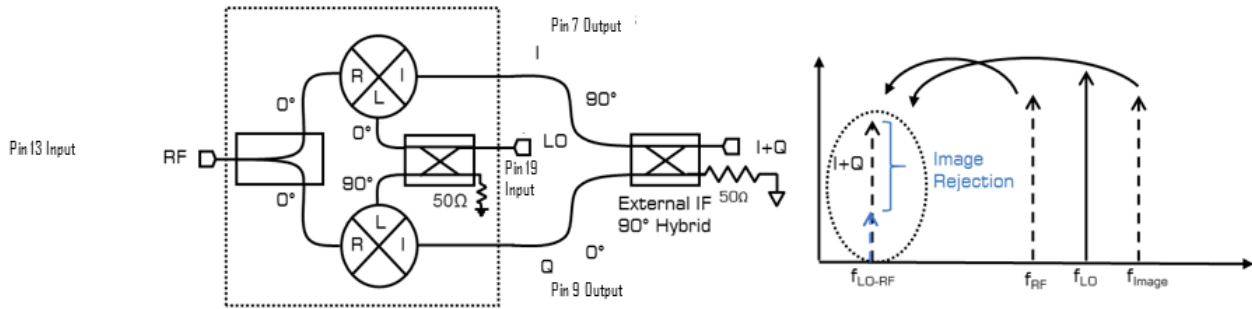 Pin 7 Output
I
R
I
L
0°
90°
0°
LO
I+Q
Pin 13 Input
RF
Pin 19
Input
90°
50Ω
50Ω
0°
External IF
90° Hybrid
L
R
I
0°
Q
Pin 9 Output
I+Q
Image
Rejection
fLO-RF
fRF
fLO
fImage